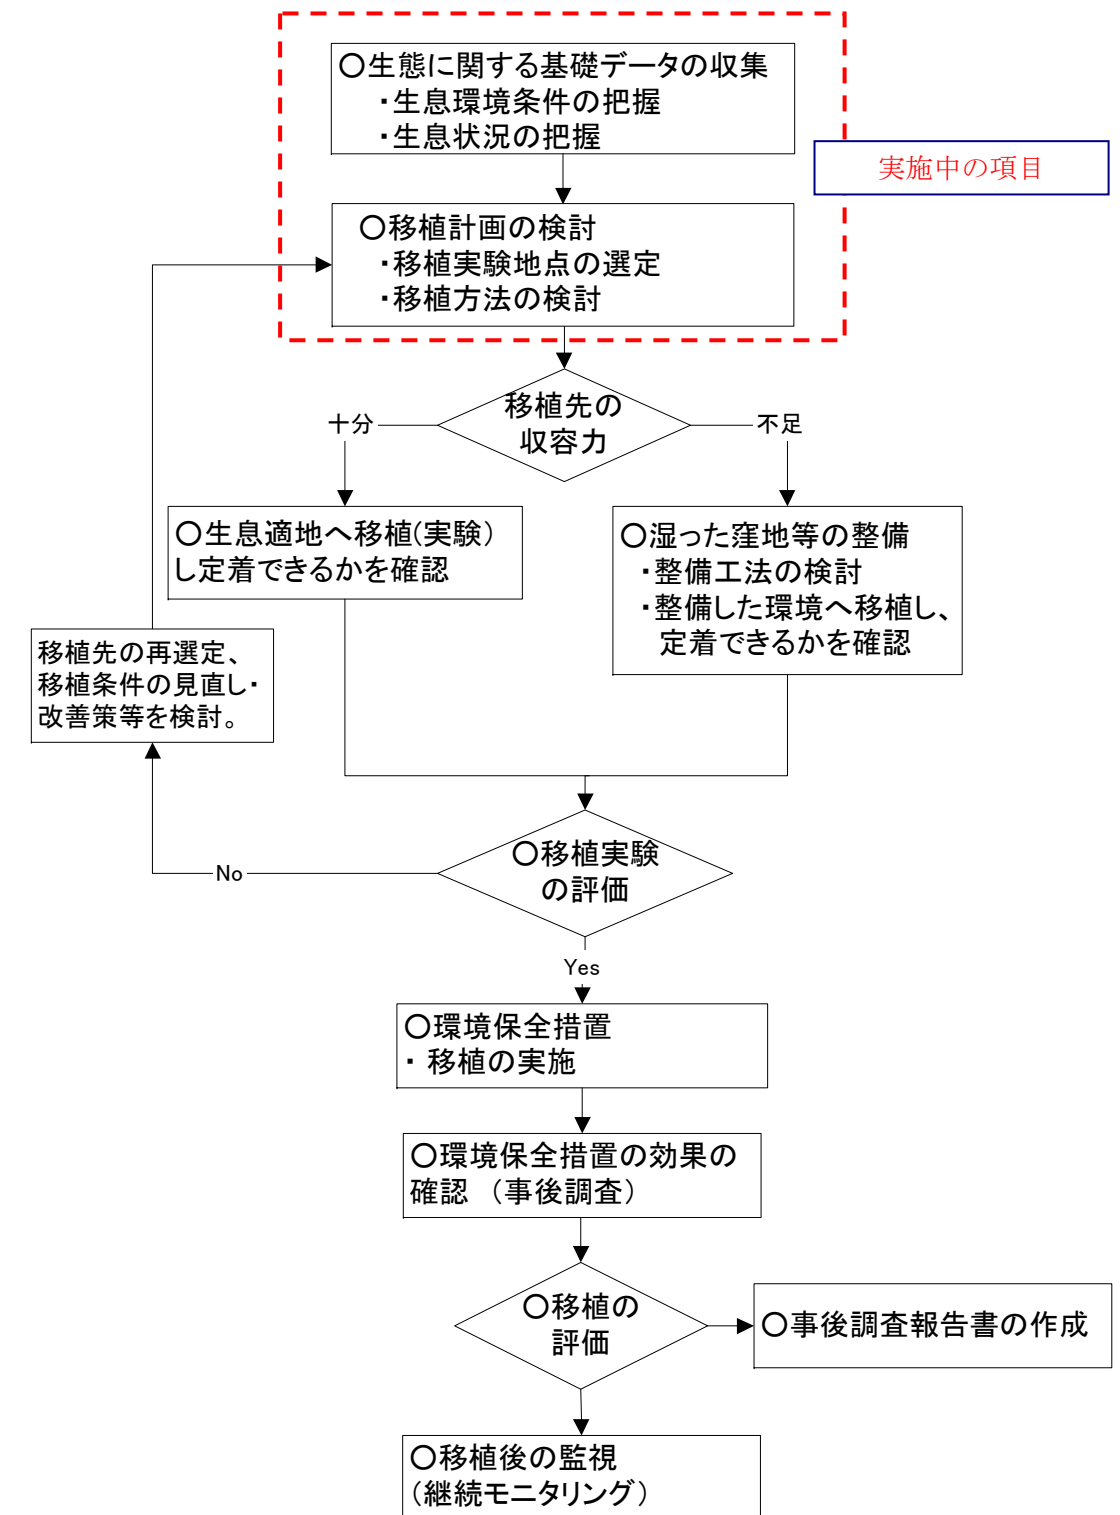 〇生態に関する基礎データの収集
・生息環境条件の把握
・生息状況の把握
実施中の項目
〇移植計画の検討
・移植実験地点の選定
・移植方法の検討
移植先の
収容力
十分
不足
〇生息適地へ移植(実験)
し定着できるかを確認
〇湿った窪地等の整備
・整備工法の検討
・整備した環境へ移植し、
定着できるかを確認
移植先の再選定、
移植条件の見直し・
改善策等を検討。
〇移植実験
の評価
No
Yes
〇環境保全措置
・ 移植の実施
〇環境保全措置の効果の
確認 （事後調査）
〇移植の
評価
〇事後調査報告書の作成
〇移植後の監視
（継続モニタリング）